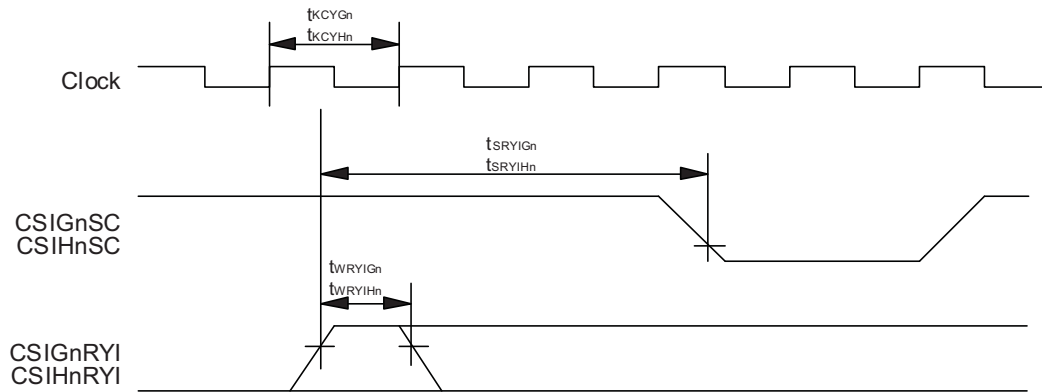 tKCYGn
tKCYHn
Clock
tSRYIGn
tSRYIHn
CSIGnSC
CSIHnSC
tWRYIGn
tWRYIHn
CSIGnRYI
CSIHnRYI